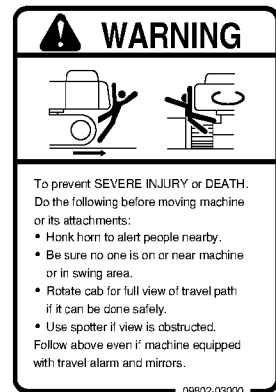 WARNING
To prevent SEVERE INJURY or DEATH.
Do the following before moving machine
or its attachments:
• Honk horn to alert people nearby.
• Be sure no one is on or near machine
or in swing area.
• Rotate cab for full view of travel path
if it can be done safely.
• Use spotter if view is obstructed.
Follow above even if machine equipped
with travel alarm and mirrors.
09802-03000